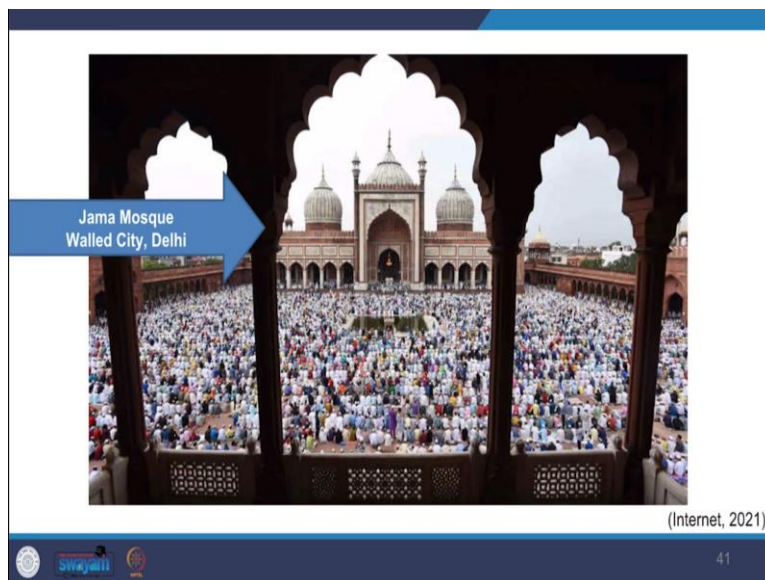 Jama Mosque
Walled City, Delhi
(Internet, 2021)
swayam
41